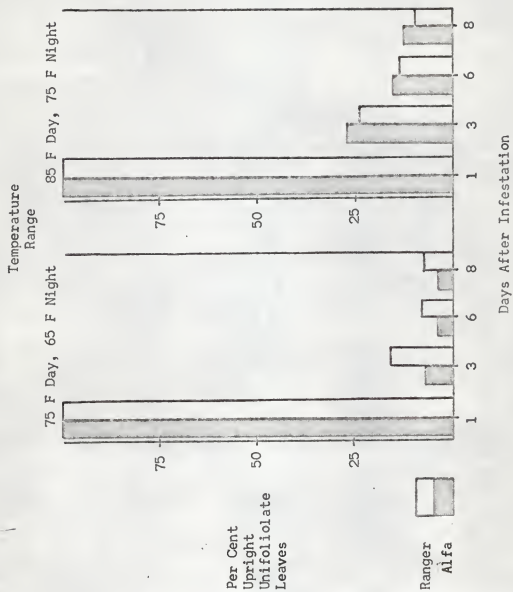 Temperature
Range
75 F Day, 65 F Night
85 F Day, 75 F Night
75
50
25
75
50
25
Per Cent
Upright
Unifoliolate
Leaves
1
3
6
8
1
3
6
8
Days After Infestation
Ranger
Alfa